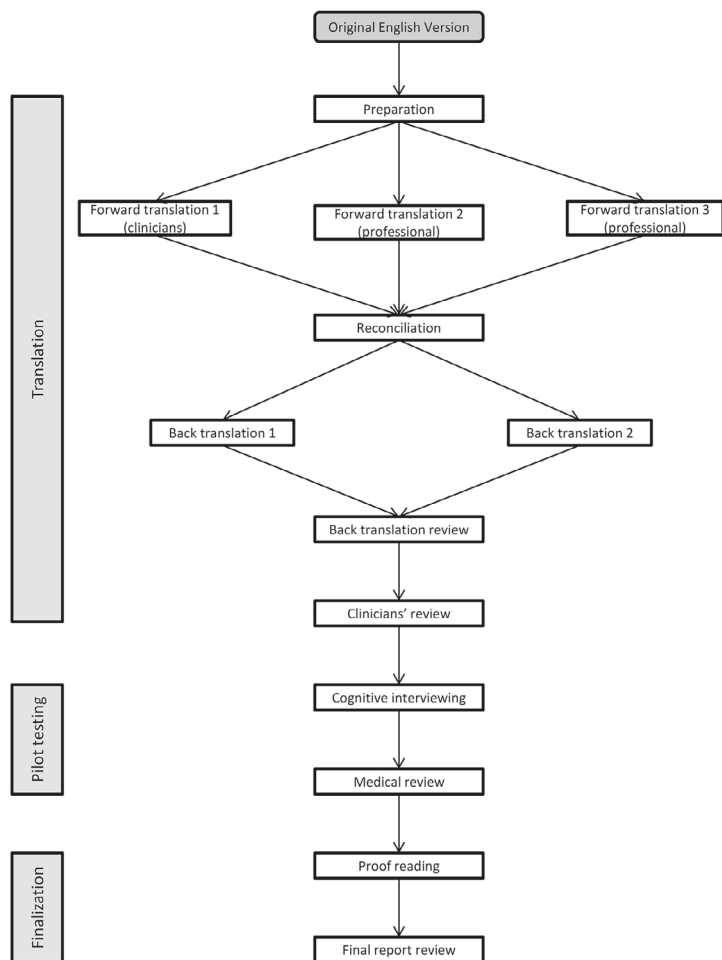 Original English Version
Translation
Preparation
Forward translation 1
(clinicians)
Forward translation 2
(professional)
Forward translation 3
(professional)
Reconciliation
Back translation 1
Back translation 2
Back translation review
Clinicians’ review
Pilot testing
Cognitive interviewing
Medical review
Finalization
Proof reading
Final report review